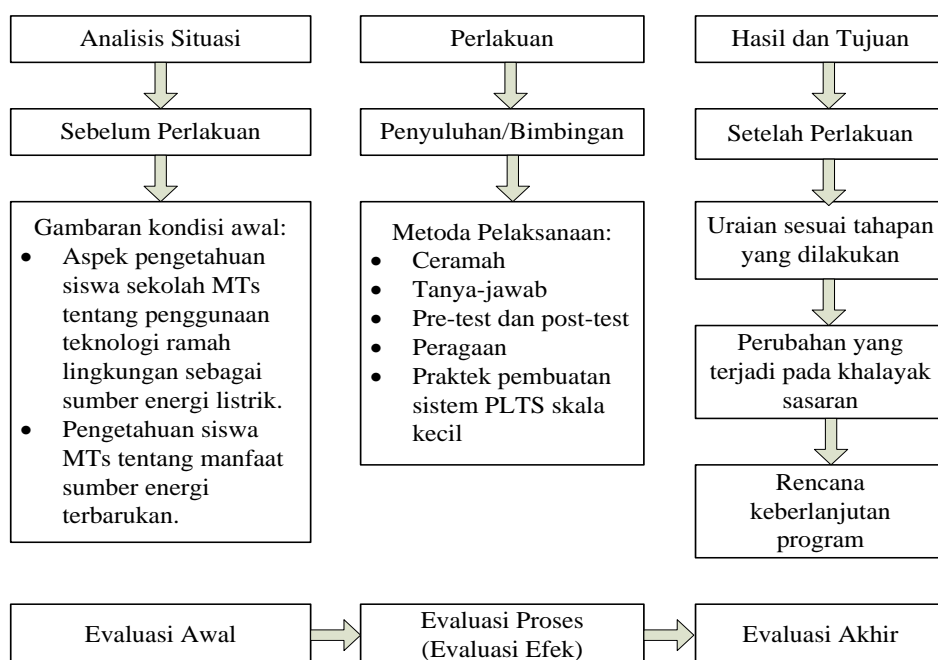 Analisis Situasi
Sebelum Perlakuan
Gambaran kondisi awal:
• Aspek pengetahuan
siswa sekolah MTs
tentang penggunaan
teknologi ramah
lingkungan sebagai
sumber energi listrik.
• Pengetahuan siswa
MTs tentang manfaat
sumber energi
terbarukan.
Perlakuan
Penyuluhan/Bimbingan
Metoda Pelaksanaan:
• Ceramah
• Tanya-jawab
• Pre-test dan post-test
• Peragaan
• Praktek pembuatan
sistem PLTS skala
kecil
Hasil dan Tujuan
Setelah Perlakuan
Uraian sesuai tahapan
yang dilakukan
Perubahan yang
terjadi pada khalayak
sasaran
Rencana
keberlanjutan
program
Evaluasi Awal
Evaluasi Proses
(Evaluasi Efek)
Evaluasi Akhir